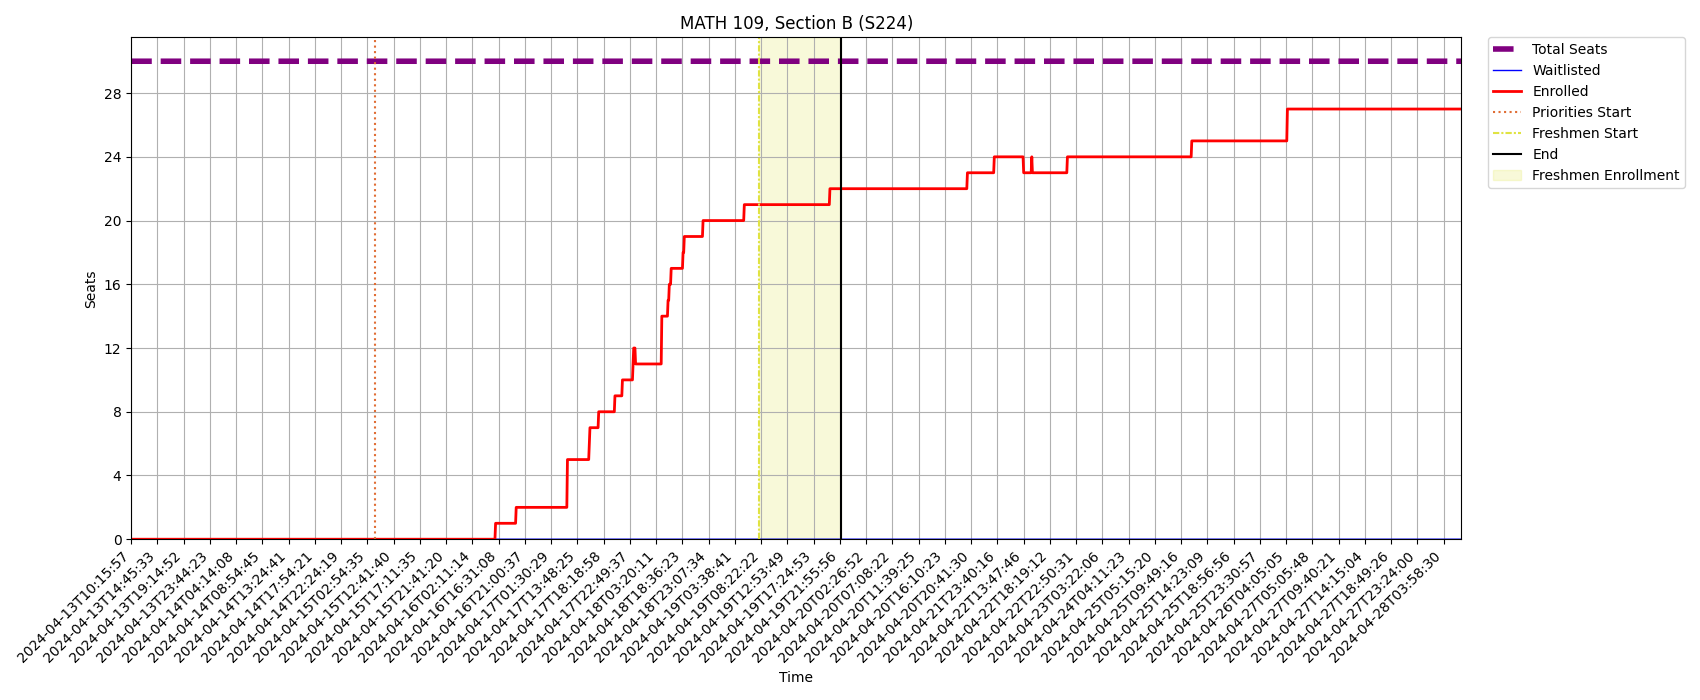 MATH 109, Section B (S224)
Total Seats
Waitlisted
Enrolled
Priorities Start
Freshmen Start
End
Freshmen Enrollment
Seats
28
24
20
16
12
8
4
0
2024-04-13T10:15:57
2024-04-13T14:45:33
2024-04-13T19:14:52
2024-04-13T23:44:23
2024-04-14T04:14:08
2024-04-14T08:54:45
2024-04-14T13:24:41
2024-04-14T17:54:21
2024-04-14T22:24:19
2024-04-15T02:54:35
2024-04-15T12:41:40
2024-04-15T17:11:35
2024-04-15T21:41:20
2024-04-16T02:11:14
2024-04-16T16:31:08
2024-04-16T21:00:37
2024-04-17T01:30:29
2024-04-17T13:48:25
2024-04-17T18:18:58
2024-04-17T22:49:37
2024-04-18T03:20:11
2024-04-18T18:36:23
2024-04-18T23:07:34
2024-04-19T03:38:41
2024-04-19T08:22:22
2024-04-19T12:53:49
2024-04-19T17:24:53
2024-04-19T21:55:56
2024-04-20T02:26:52
2024-04-20T07:08:22
2024-04-20T11:39:25
2024-04-20T16:10:23
2024-04-20T20:41:30
2024-04-21T23:40:16
2024-04-22T13:47:46
2024-04-22T18:19:12
2024-04-22T22:50:31
2024-04-23T03:22:06
2024-04-24T04:11:23
2024-04-25T05:15:20
2024-04-25T09:49:16
2024-04-25T14:23:09
2024-04-25T18:56:56
2024-04-25T23:30:57
2024-04-26T04:05:05
2024-04-27T05:05:48
2024-04-27T09:40:21
2024-04-27T14:15:04
2024-04-27T18:49:26
2024-04-27T23:24:00
2024-04-28T03:58:30
Time